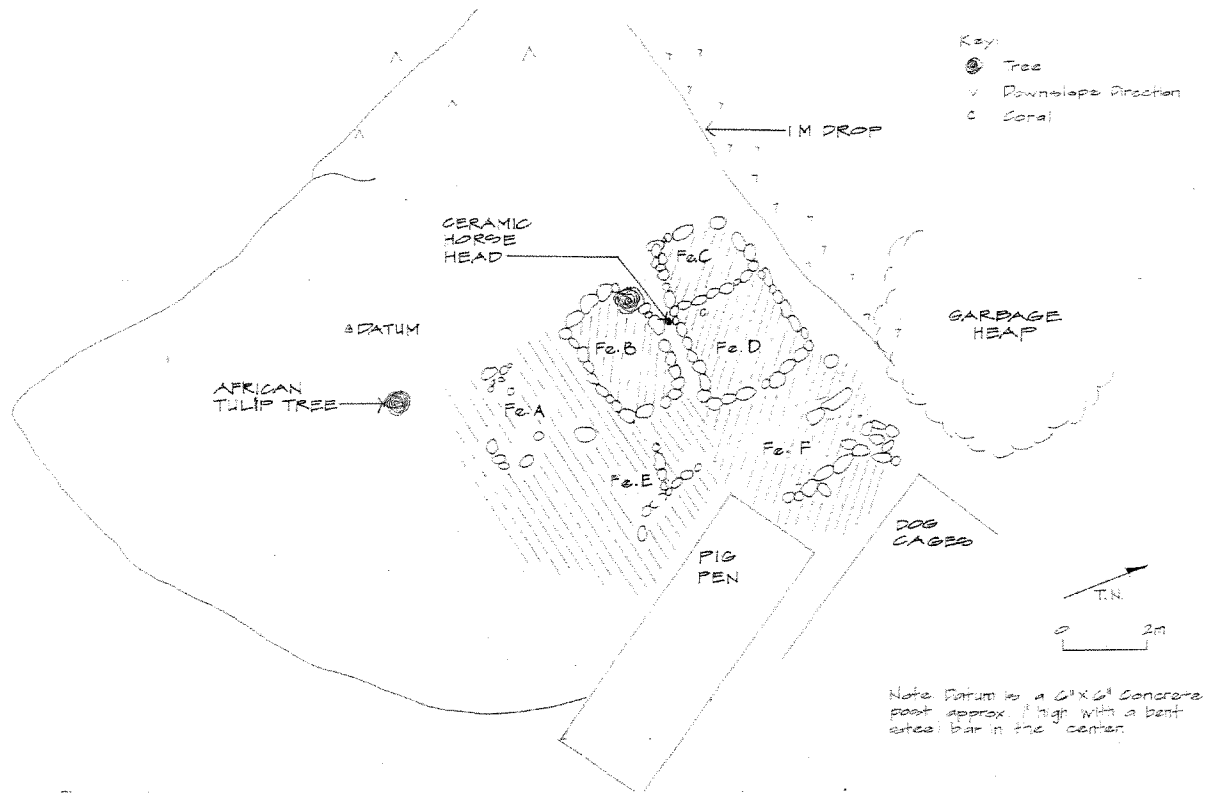 Key:
Tree
v Downslope Direction
c Coral
1 M DROP
CERAMIC
HORSE
HEAD
Fe.C
GARBAGE
HEAP
DATUM
Fe.B
Fe.D
AFRICAN
TULIP TREE
Fe.A
Fe.F
Fe.E
DOG
CAGES
PIG
PEN
T.N.
0 2m
Note: Datum is a 6" x 6" Concrete
post approx. 1' high with a bent
steel bar in the center.